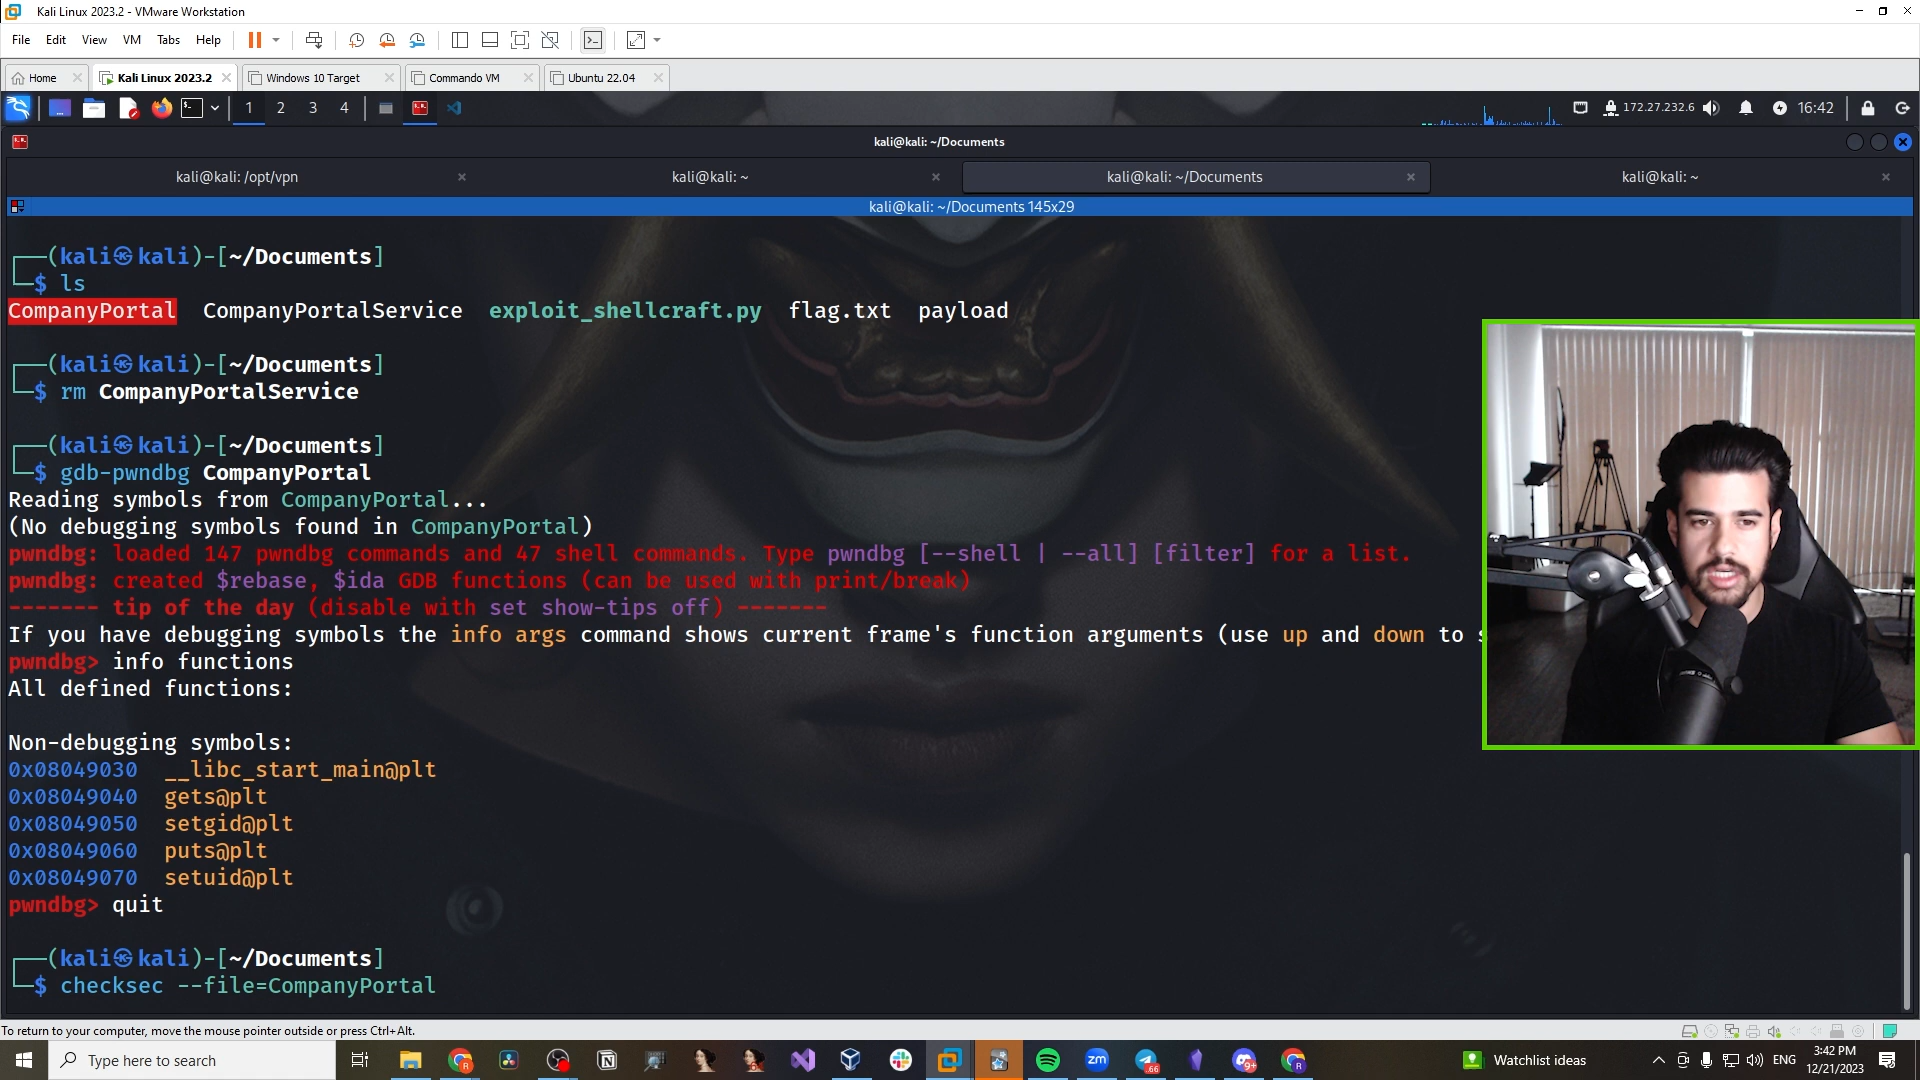 Kali Linux 2023.2 - VMware Workstation
File Edit View VM Tabs Help
Home
Kali Linux 2023.2
Windows 10 Target
Commando VM
Ubuntu 22.04
1 2 3 4
172.27.232.6
16:42
kali@kali: ~/Documents
kali@kali: /opt/vpn
kali@kali: ~
kali@kali: ~/Documents
kali@kali: ~
kali@kali: ~/Documents 145x29
┌──(kali㉿kali)-[~/Documents]
└─$ ls
CompanyPortal CompanyPortalService exploit_shellcraft.py flag.txt payload
┌──(kali㉿kali)-[~/Documents]
└─$ rm CompanyPortalService
┌──(kali㉿kali)-[~/Documents]
└─$ gdb-pwndbg CompanyPortal
Reading symbols from CompanyPortal...
(No debugging symbols found in CompanyPortal)
pwndbg: loaded 147 pwndbg commands and 47 shell commands. Type pwndbg [--shell | --all] [filter] for a list.
pwndbg: created $rebase, $ida GDB functions (can be used with print/break)
------- tip of the day (disable with set show-tips off) -------
If you have debugging symbols the info args command shows current frame's function arguments (use up and down to s
pwndbg> info functions
All defined functions:
Non-debugging symbols:
0x08049030 __libc_start_main@plt
0x08049040 gets@plt
0x08049050 setgid@plt
0x08049060 puts@plt
0x08049070 setuid@plt
pwndbg> quit
┌──(kali㉿kali)-[~/Documents]
└─$ checksec --file=CompanyPortal
To return to your computer, move the mouse pointer outside or press Ctrl+Alt.
Type here to search
zm
.66
9+
Watchlist ideas
ENG
3:42 PM
12/21/2023